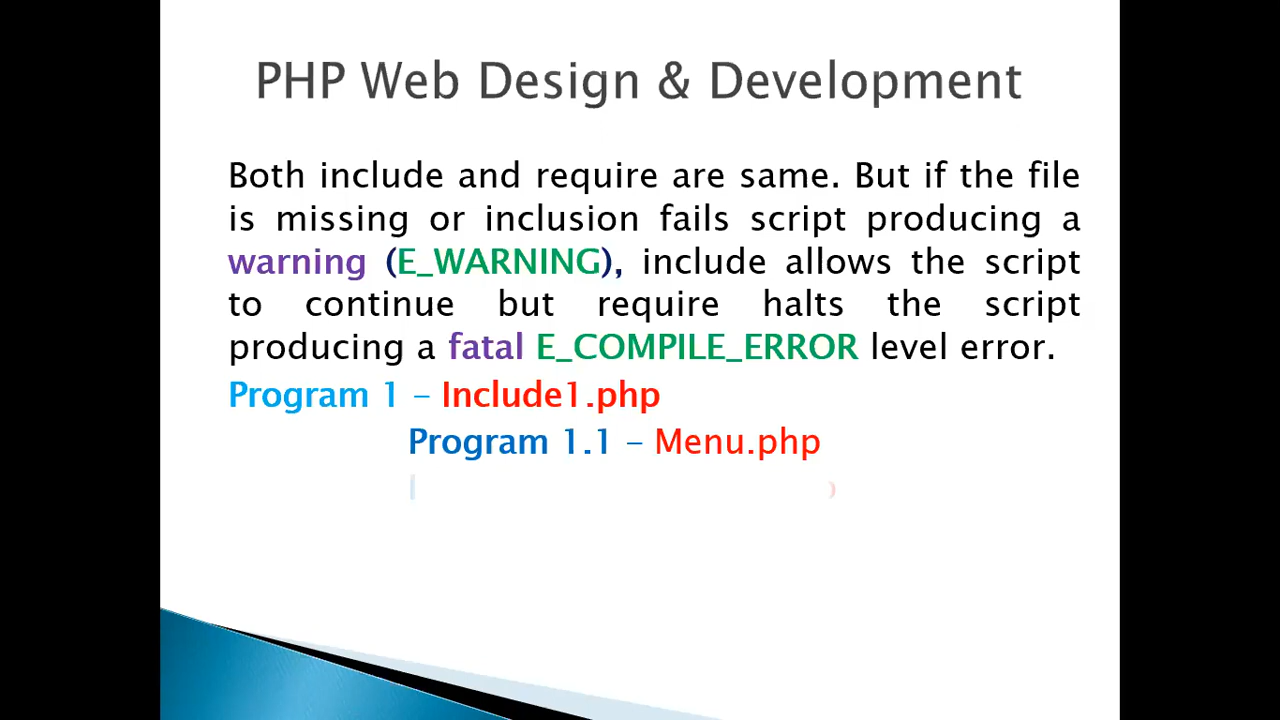 PHP Web Design & Development
Both include and require are same. But if the file
is missing or inclusion fails script producing a
warning (E_WARNING), include allows the script
to continue but require halts the script
producing a fatal E_COMPILE_ERROR level error.
Program 1 – Include1.php
Program 1.1 – Menu.php